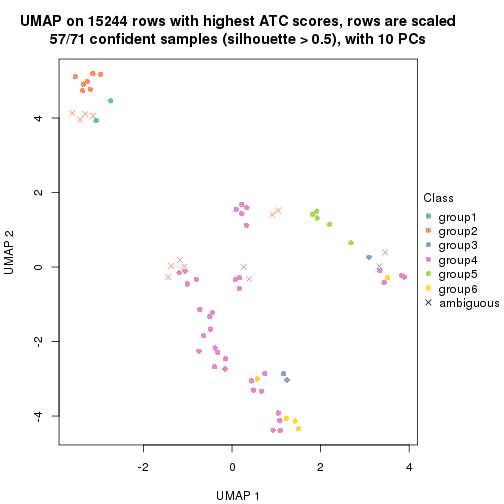 UMAP on 15244 rows with highest ATC scores, rows are scaled
57/71 confident samples (silhouette > 0.5), with 10 PCs
4
2
0
-2
-4
UMAP 2
-2
0
2
4
UMAP 1
Class
group1
group2
group3
group4
group5
group6
ambiguous